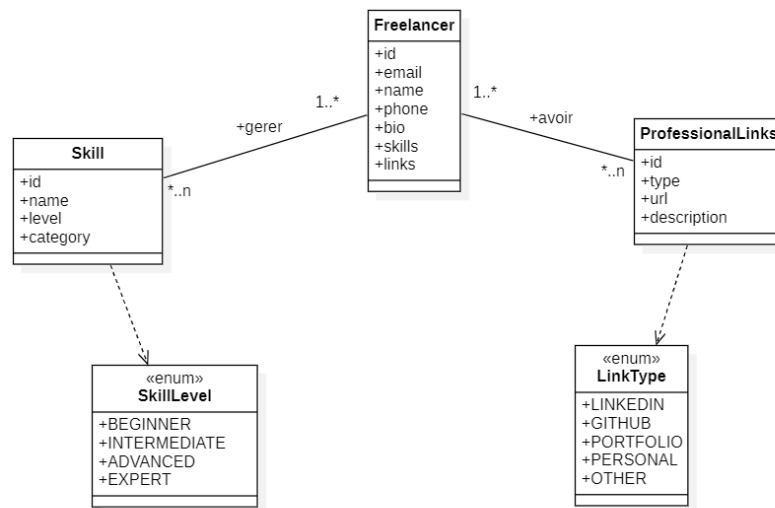 Freelancer
+id
+email
+name
+phone
+bio
+skills
+links
1..*
+gerer
*..n
1..*
+avoir
*..n
Skill
+id
+name
+level
+category
ProfessionalLinks
+id
+type
+url
+description
«enum»
SkillLevel
+BEGINNER
+INTERMEDIATE
+ADVANCED
+EXPERT
«enum»
LinkType
+LINKEDIN
+GITHUB
+PORTFOLIO
+PERSONAL
+OTHER